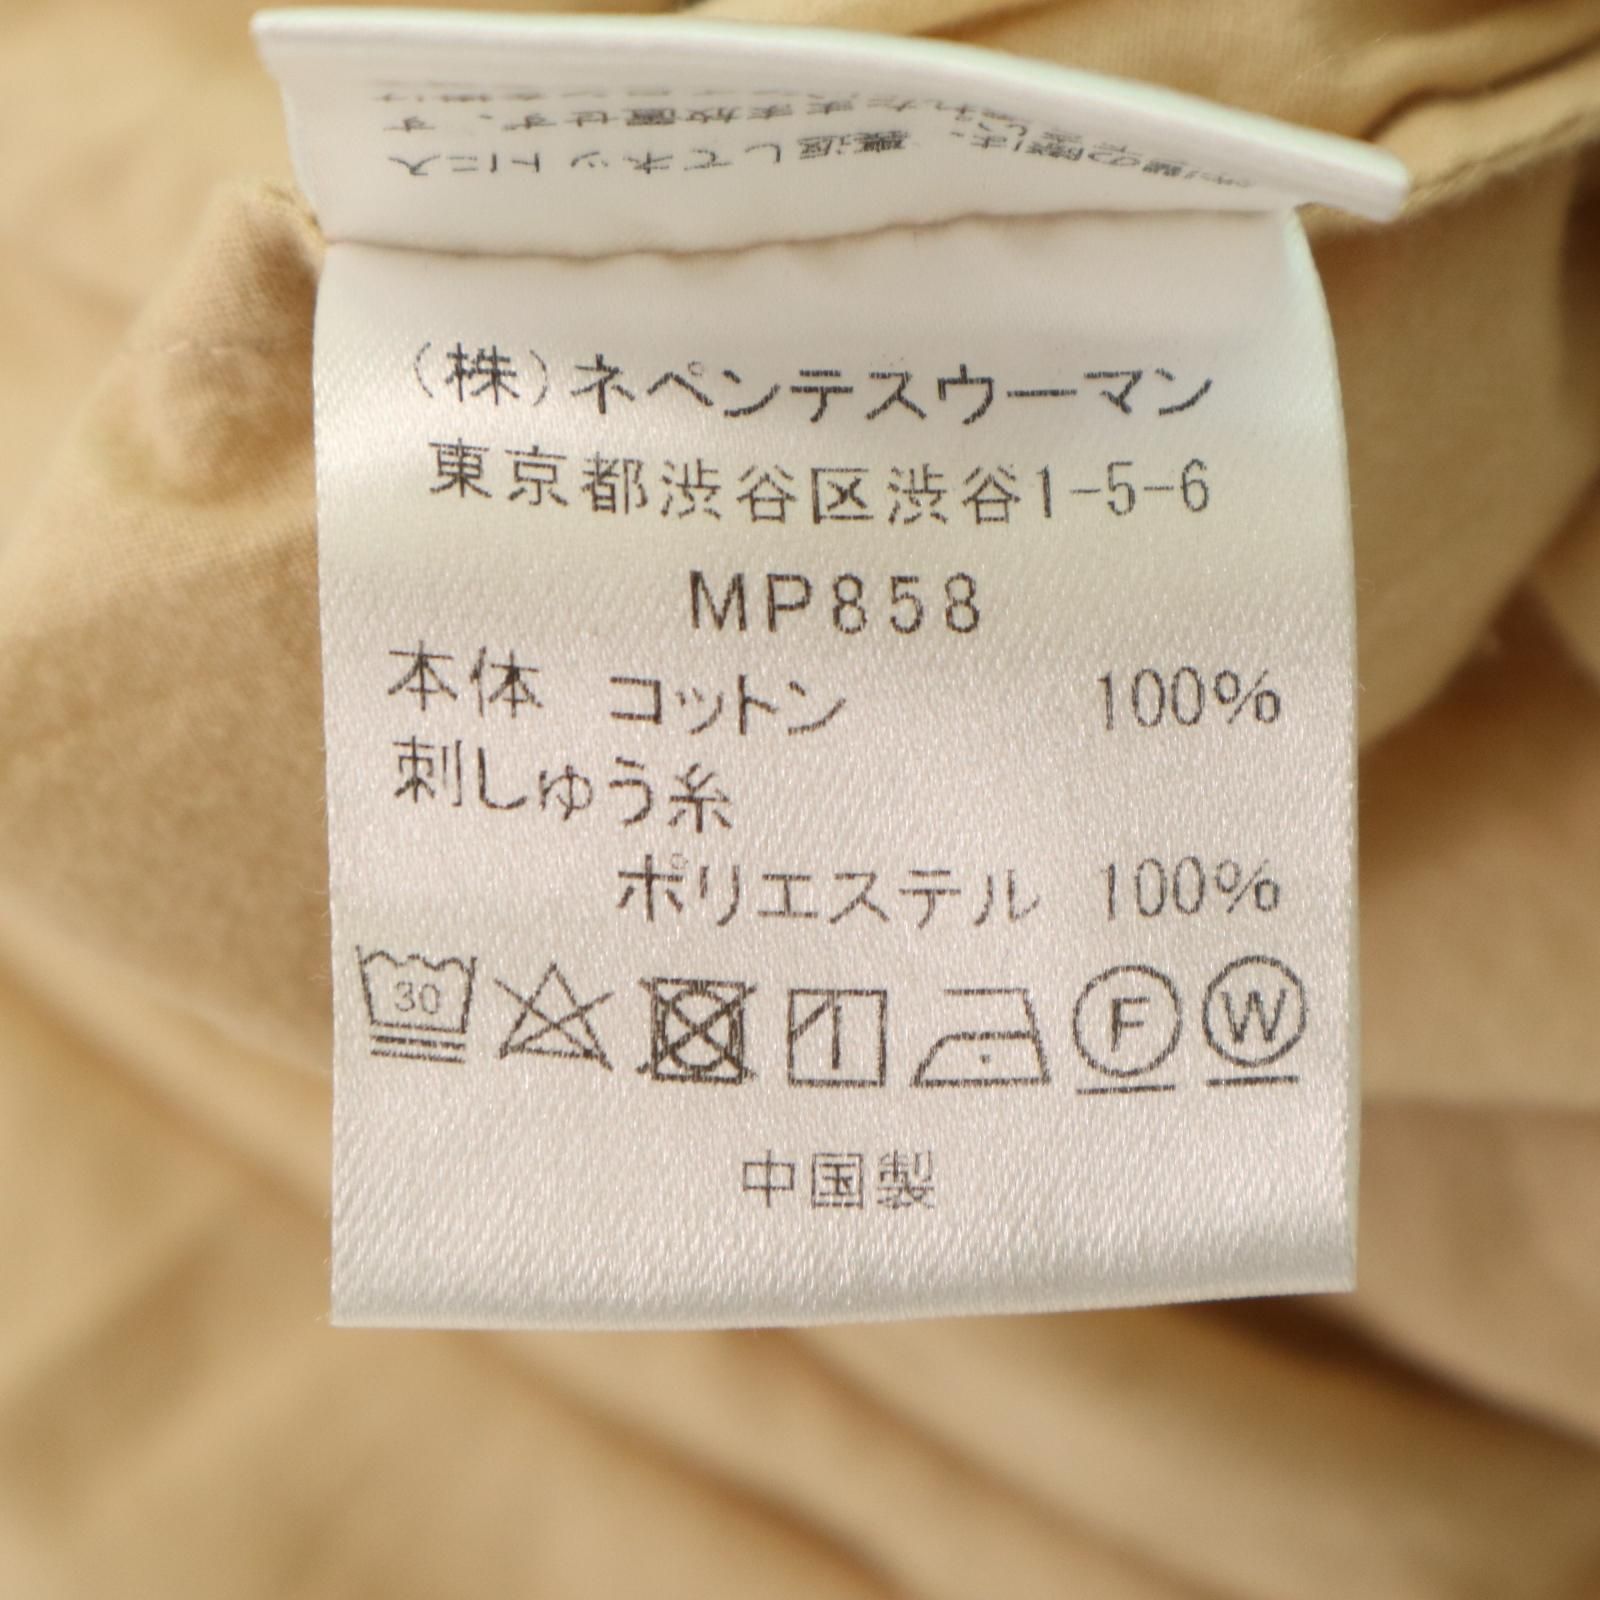 (株)ネペンテスウーマン
東京都渋谷区渋谷1-5-6
MP858
本体 コットン 100%
刺しゅう糸
ポリエステル 100%
30
F W
中国製